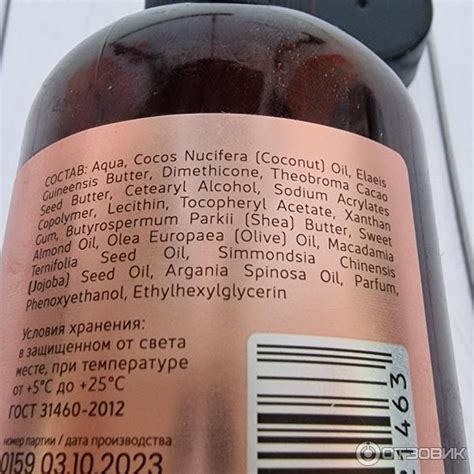 СОСТАВ: Aqua, Cocos Nucifera (Coconut) Oil, Elaeis
Guineensis Butter, Dimethicone, Theobroma Cacao
Seed Butter, Cetearyl Alcohol, Sodium Acrylates
Copolymer, Lecithin, Tocopheryl Acetate, Xanthan
Gum, Butyrospermum Parkii (Shea) Butter, Sweet
Almond Oil, Olea Europaea (Olive) Oil, Macadamia
Ternifolia Seed Oil, Simmondsia Chinensis
(Jojoba) Seed Oil, Argania Spinosa Oil, Parfum,
Phenoxyethanol, Ethylhexylglycerin
Условия хранения:
в защищенном от света
месте, при температуре
от +5°С до +25°С
ГОСТ 31460-2012
номер партии / дата производства
0159 03.10.2023
2 463
ОТЗОВИК